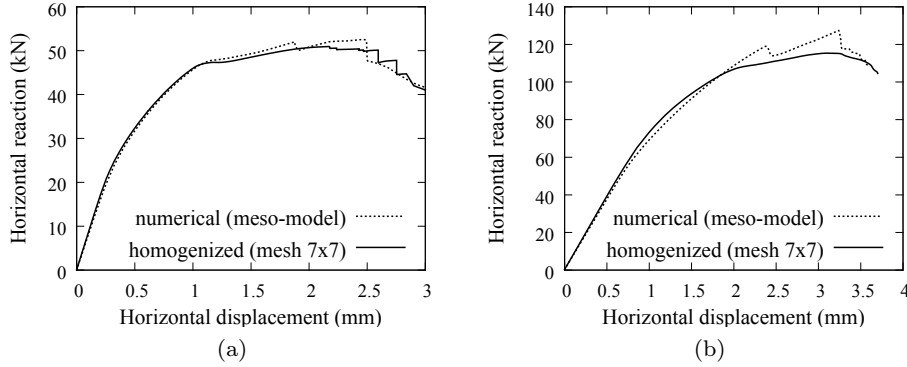 60
50
40
30
20
10
0
0 0.5 1 1.5 2 2.5 3
Horizontal reaction (kN)
Horizontal displacement (mm)
numerical (meso-model)
homogenized (mesh 7x7)
(a)
140
120
100
80
60
40
20
0
0 0.5 1 1.5 2 2.5 3 3.5 4
Horizontal reaction (kN)
Horizontal displacement (mm)
numerical (meso-model)
homogenized (mesh 7x7)
(b)